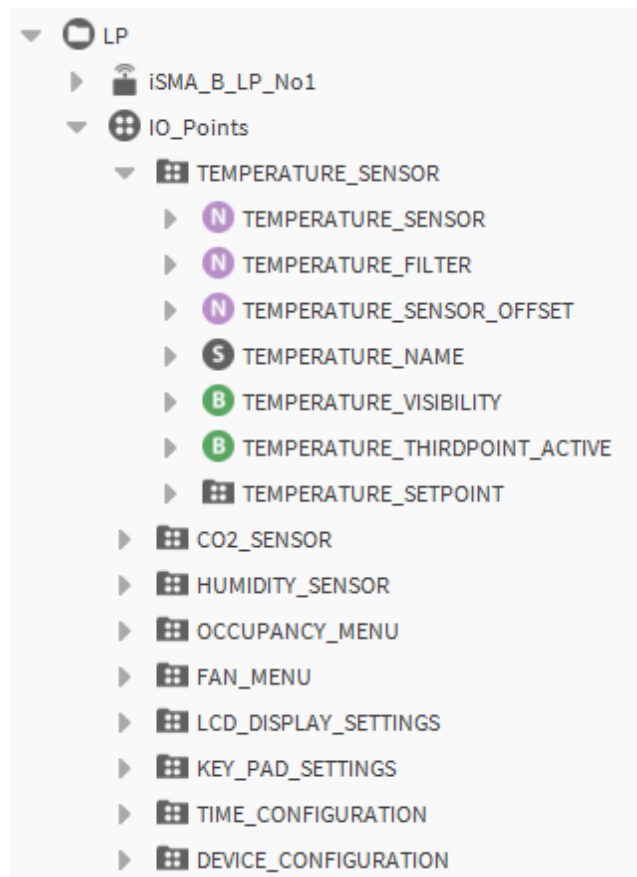 LP
iSMA_B_LP_No1
IO_Points
TEMPERATURE_SENSOR
N TEMPERATURE_SENSOR
N TEMPERATURE_FILTER
N TEMPERATURE_SENSOR_OFFSET
S TEMPERATURE_NAME
B TEMPERATURE_VISIBILITY
B TEMPERATURE_THIRDPOINT_ACTIVE
TEMPERATURE_SETPOINT
CO2_SENSOR
HUMIDITY_SENSOR
OCCUPANCY_MENU
FAN_MENU
LCD_DISPLAY_SETTINGS
KEY_PAD_SETTINGS
TIME_CONFIGURATION
DEVICE_CONFIGURATION